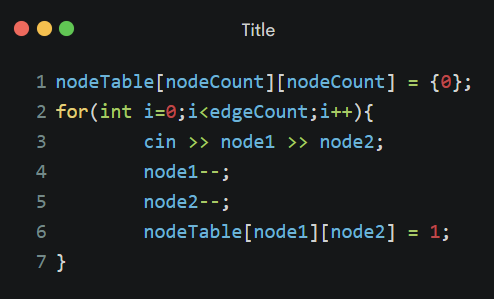 Title
1 nodeTable[nodeCount][nodeCount] = {0};
2 for(int i=0;i<edgeCount;i++){
3 cin >> node1 >> node2;
4 node1--;
5 node2--;
6 nodeTable[node1][node2] = 1;
7 }